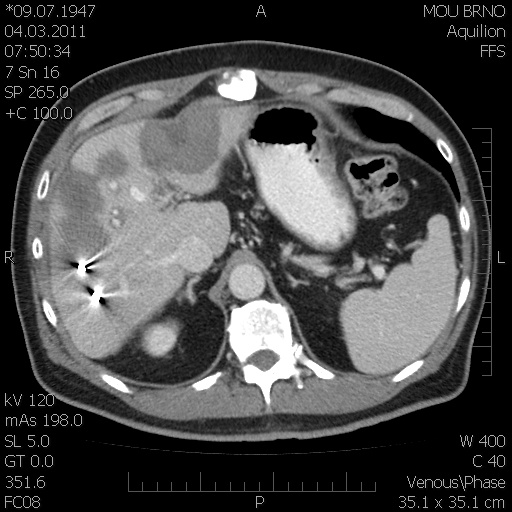 *09.07.1947
04.03.2011
07:50:34
7 Sn 16
SP 265.0
+C 100.0
A
MOU BRNO
Aquilion
FFS
R
L
kV 120
mAs 198.0
SL 5.0
GT 0.0
351.6
FC08
P
W 400
C 40
Venous\Phase
35.1 x 35.1 cm